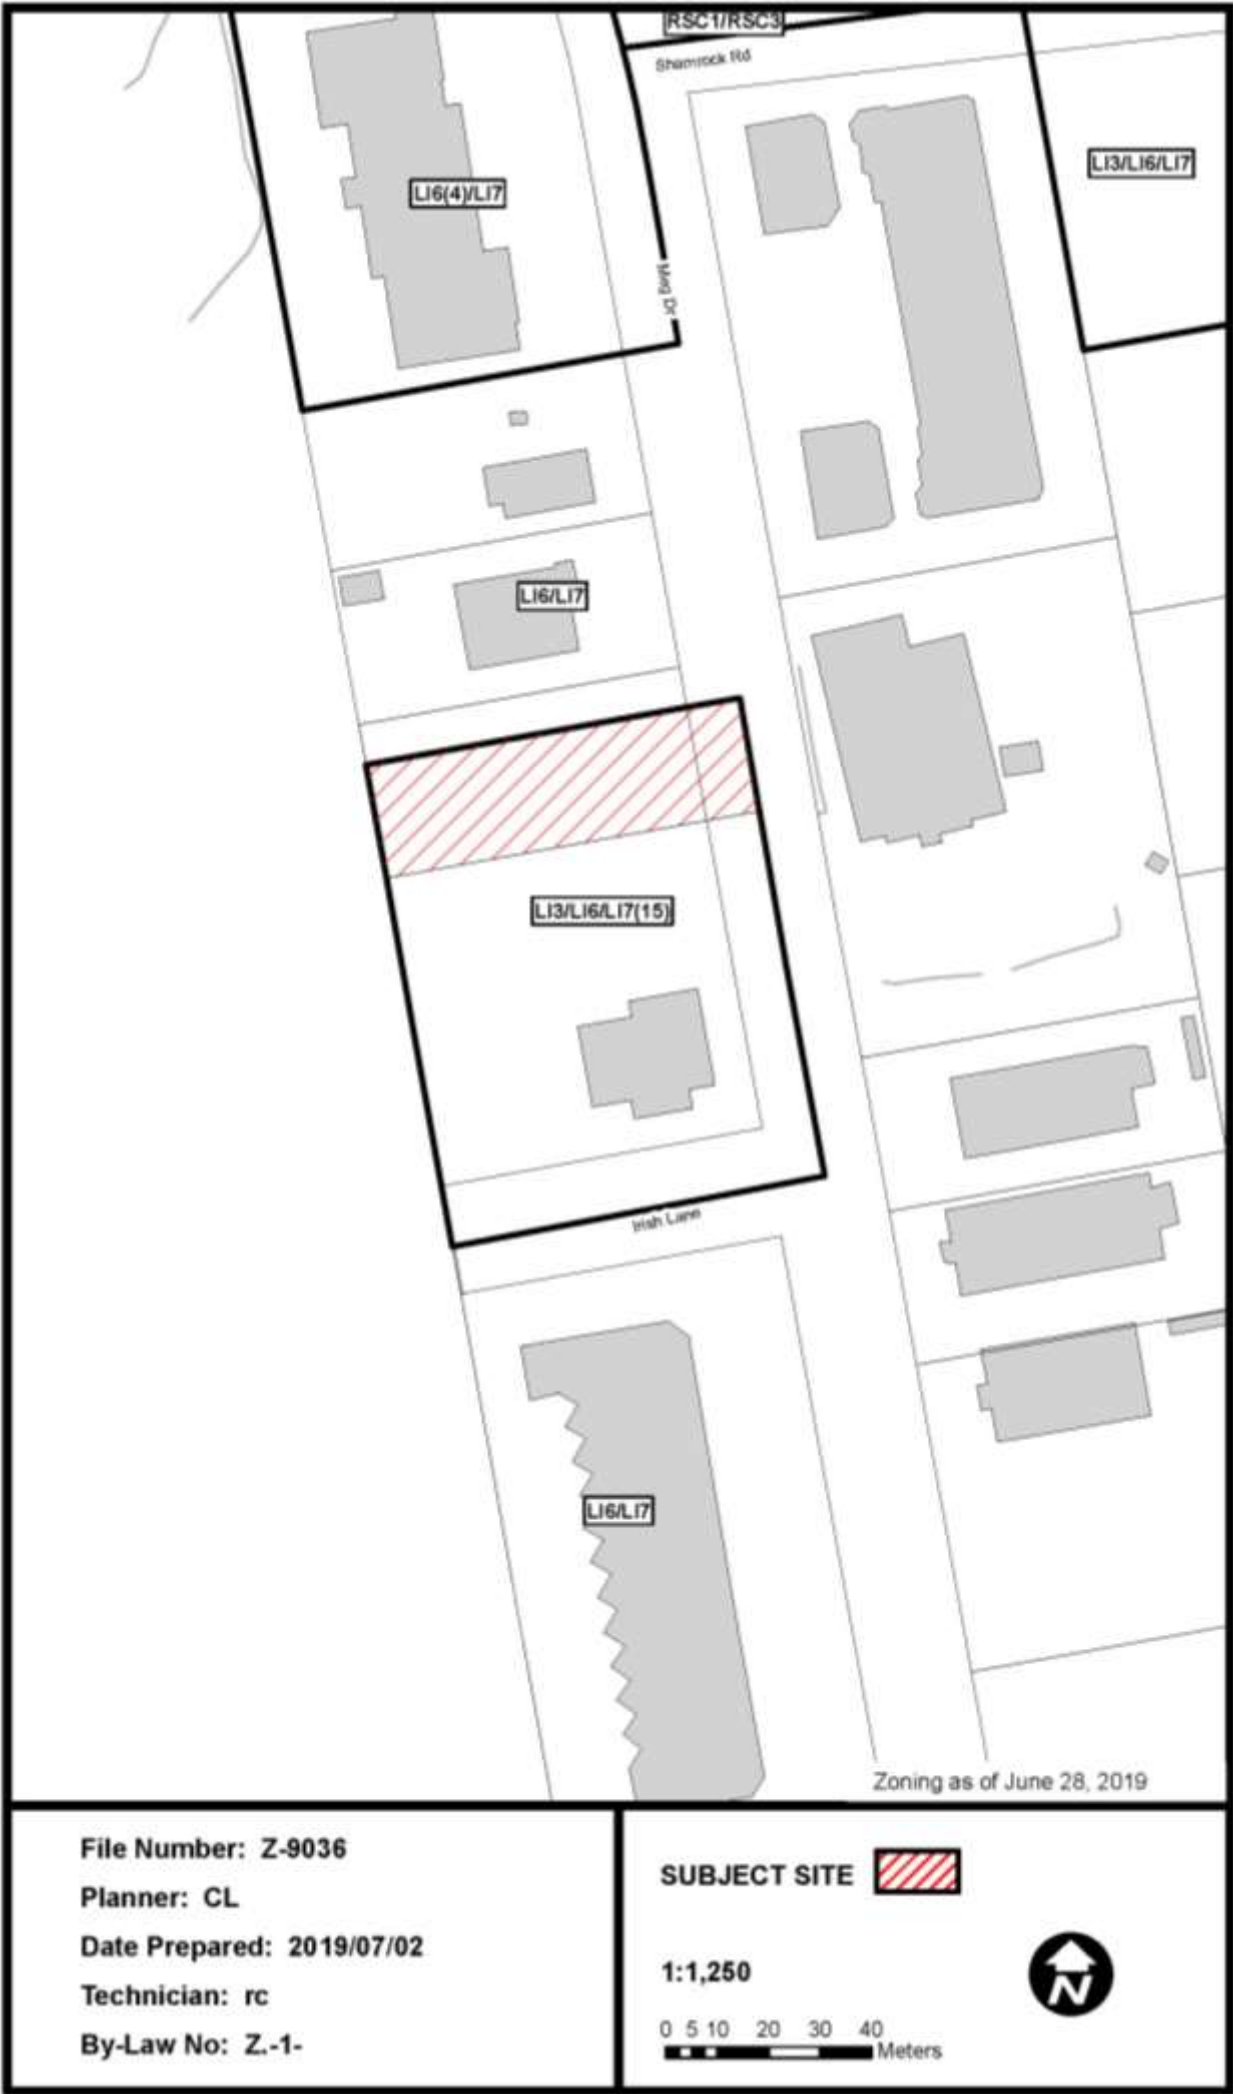 RSC1/RSC3
Shamrock Rd
LI3/LI6/LI7
LI6(4)/LI7
Meg Dr
LI6/LI7
LI3/LI6/LI7(15)
Irish Lane
LI6/LI7
Zoning as of June 28, 2019
File Number: Z-9036
Planner: CL
Date Prepared: 2019/07/02
Technician: rc
By-Law No: Z.-1-
SUBJECT SITE
1:1,250
0 5 10 20 30 40
Meters
N